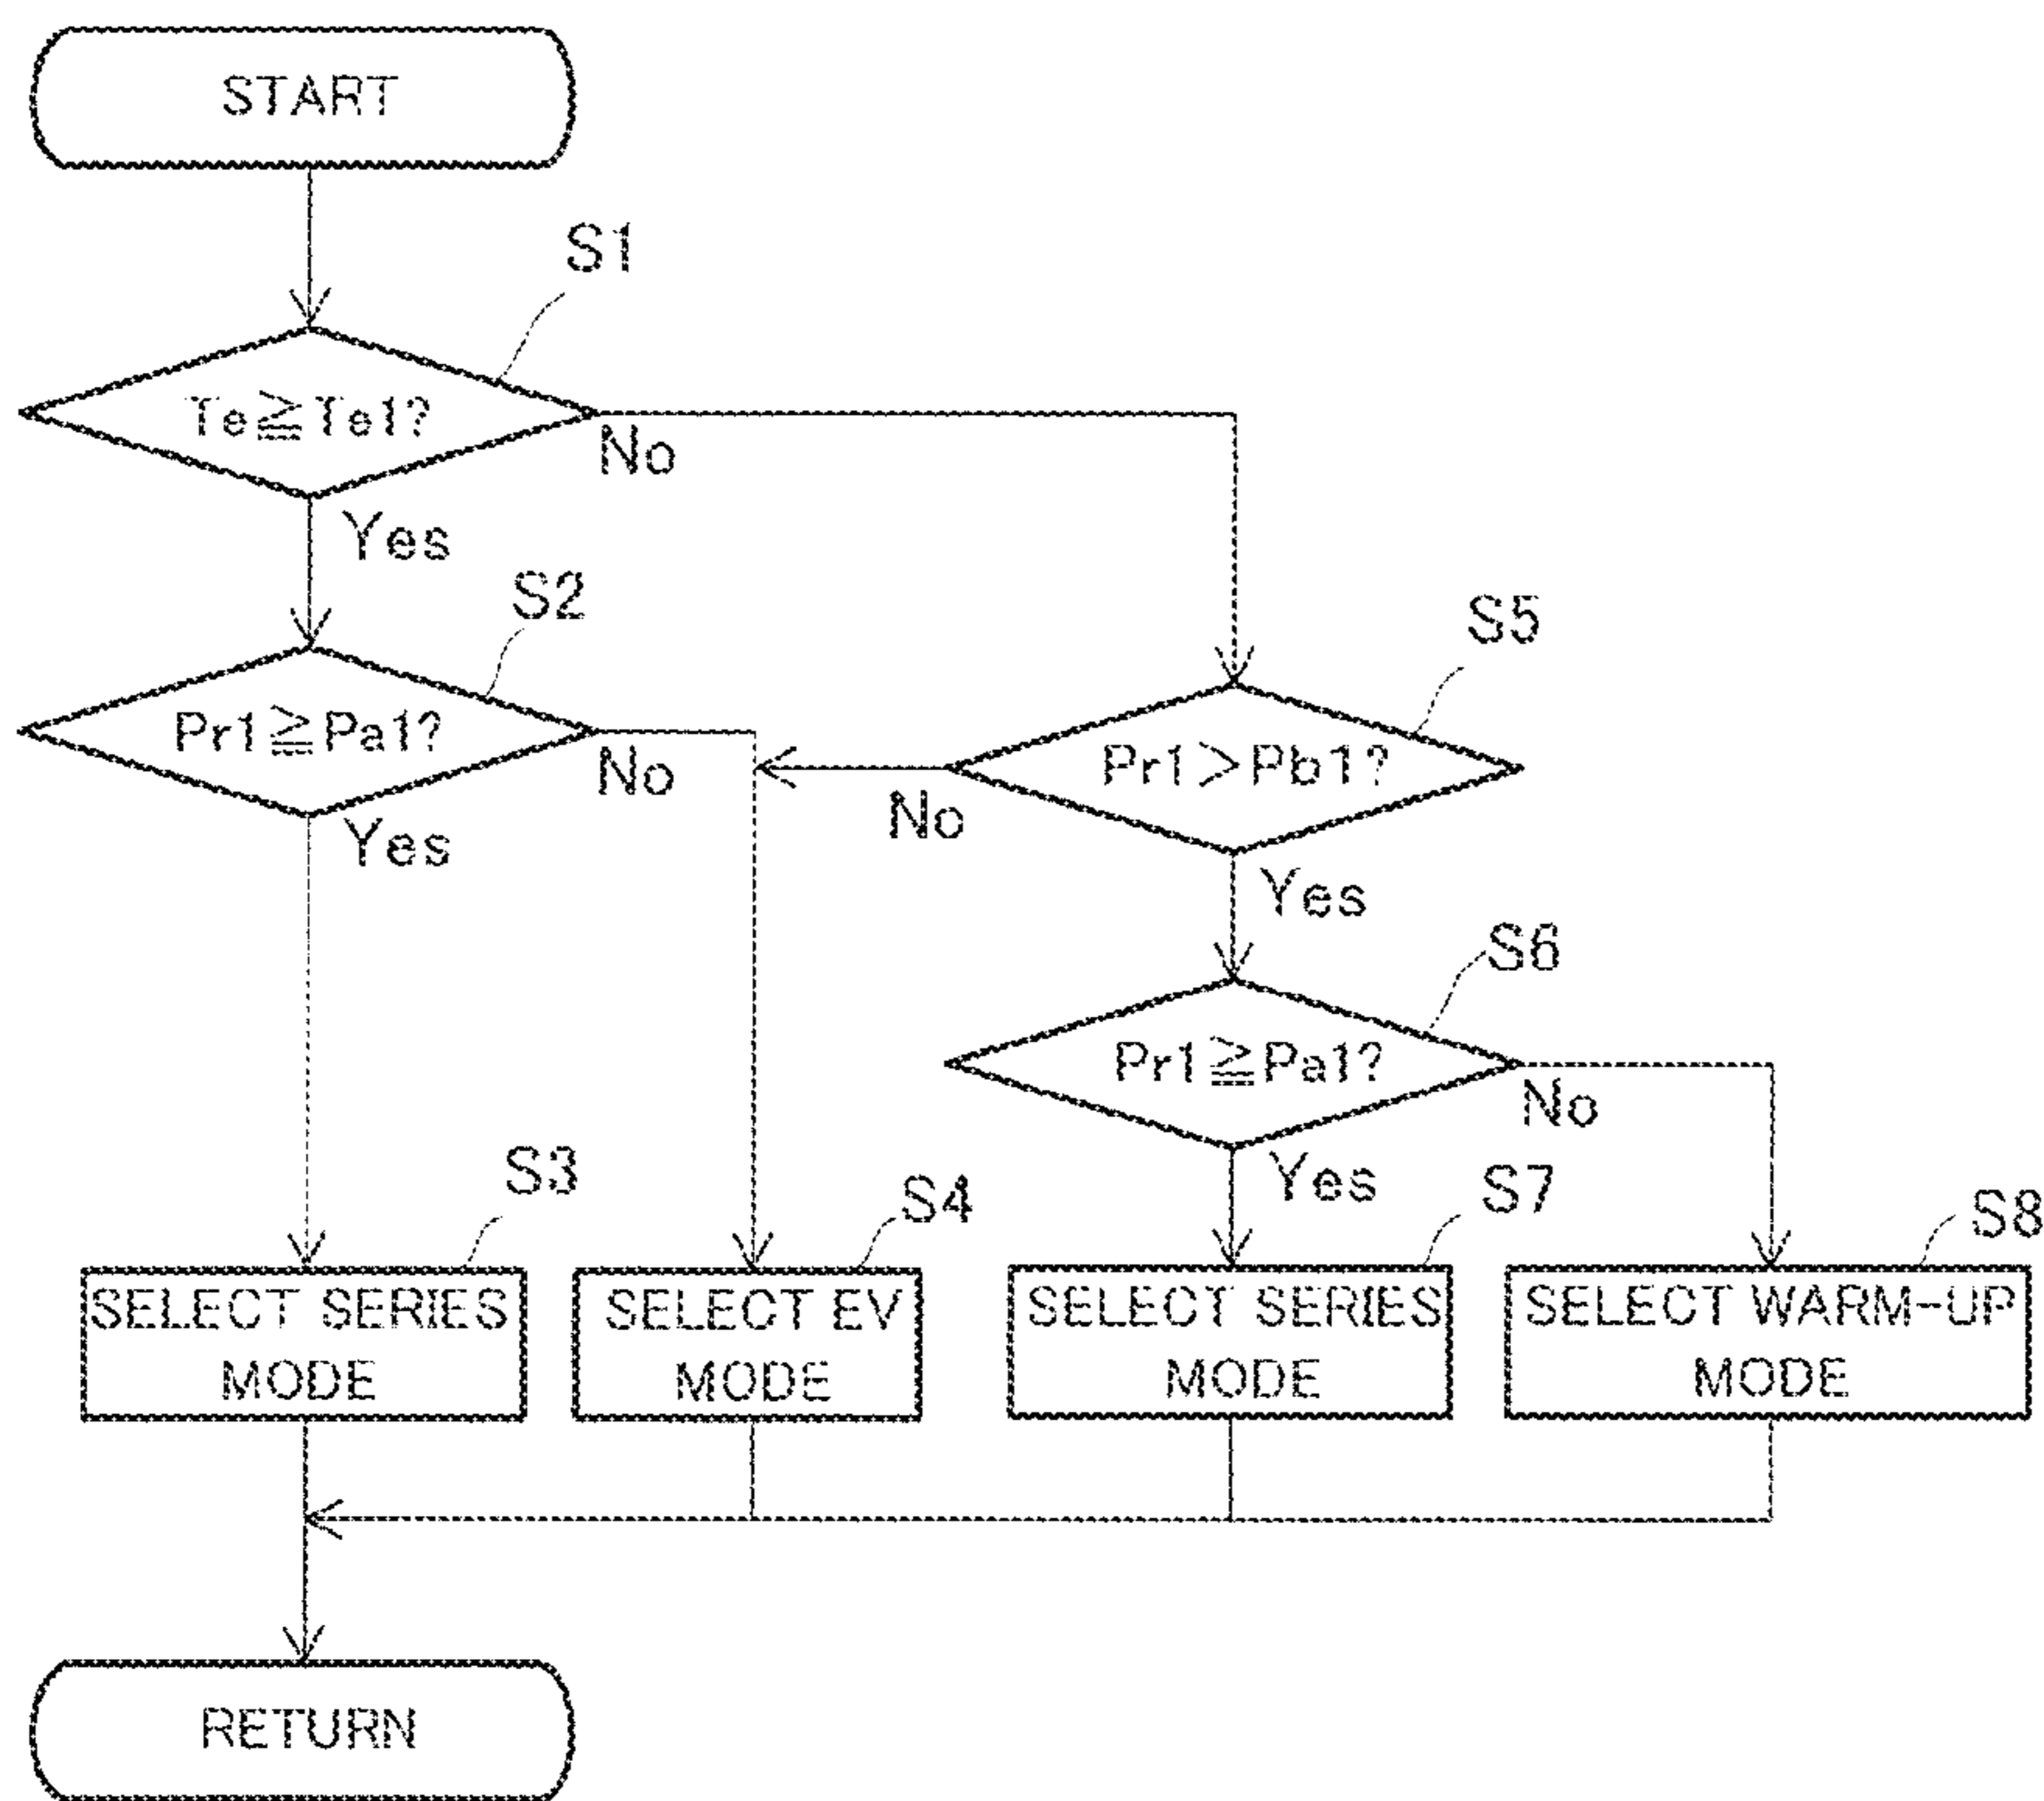 START
S1
Te≧Te1?
No
Yes
S2
S5
Pr1≧Pa1?
No
Pr1>Pb1?
No
Yes
Yes
S6
Pr1≧Pa1?
No
Yes
S3
S4
S7
S8
SELECT SERIES
MODE
SELECT EV
MODE
SELECT SERIES
MODE
SELECT WARM-UP
MODE
RETURN